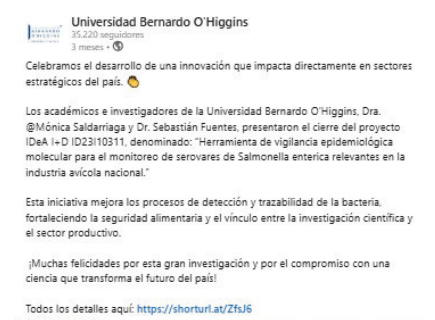 Universidad Bernardo O'Higgins
35.220 seguidores
3 meses •
Celebramos el desarrollo de una innovación que impacta directamente en sectores
estratégicos del país. 👏
Los académicos e investigadores de la Universidad Bernardo O'Higgins, Dra.
@Mónica Saldarriaga y Dr. Sebastián Fuentes, presentaron el cierre del proyecto
IDeA I+D ID23I10311, denominado: "Herramienta de vigilancia epidemiológica
molecular para el monitoreo de serovares de Salmonella enterica relevantes en la
industria avícola nacional."
Esta iniciativa mejora los procesos de detección y trazabilidad de la bacteria,
fortaleciendo la seguridad alimentaria y el vínculo entre la investigación científica y
el sector productivo.
¡Muchas felicidades por esta gran investigación y por el compromiso con una
ciencia que transforma el futuro del país!
Todos los detalles aquí: https://shorturl.at/ZfsJ6